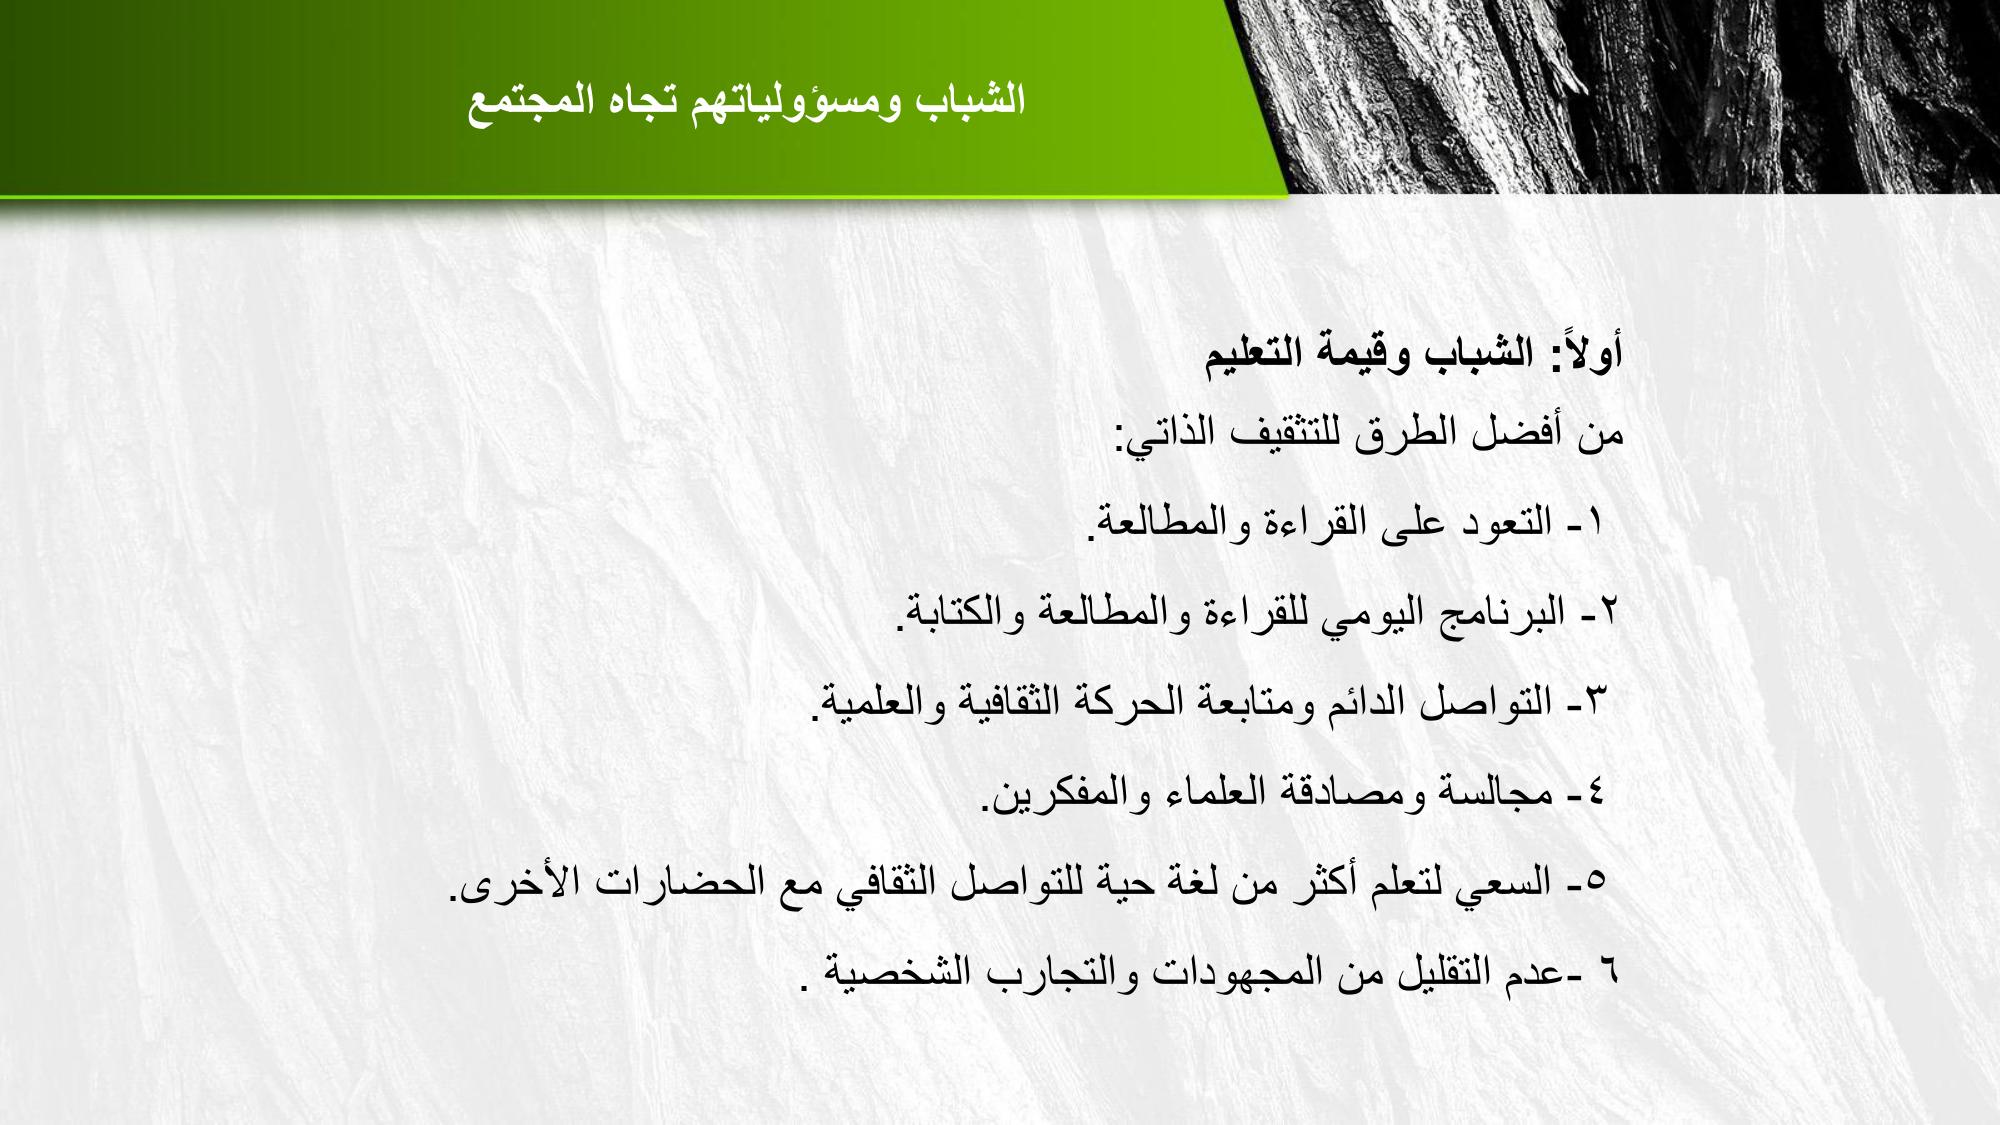 الشباب ومسؤولياتهم تجاه المجتمع
أولاً: الشباب وقيمة التعليم
من أفضل الطرق للتثقيف الذاتي:
١- التعود على القراءة والمطالعة.
٢- البرنامج اليومي للقراءة والمطالعة والكتابة.
٣- التواصل الدائم ومتابعة الحركة الثقافية والعلمية.
٤- مجالسة ومصادقة العلماء والمفكرين.
٥- السعي لتعلم أكثر من لغة حية للتواصل الثقافي مع الحضارات الأخرى.
٦ -عدم التقليل من المجهودات والتجارب الشخصية .